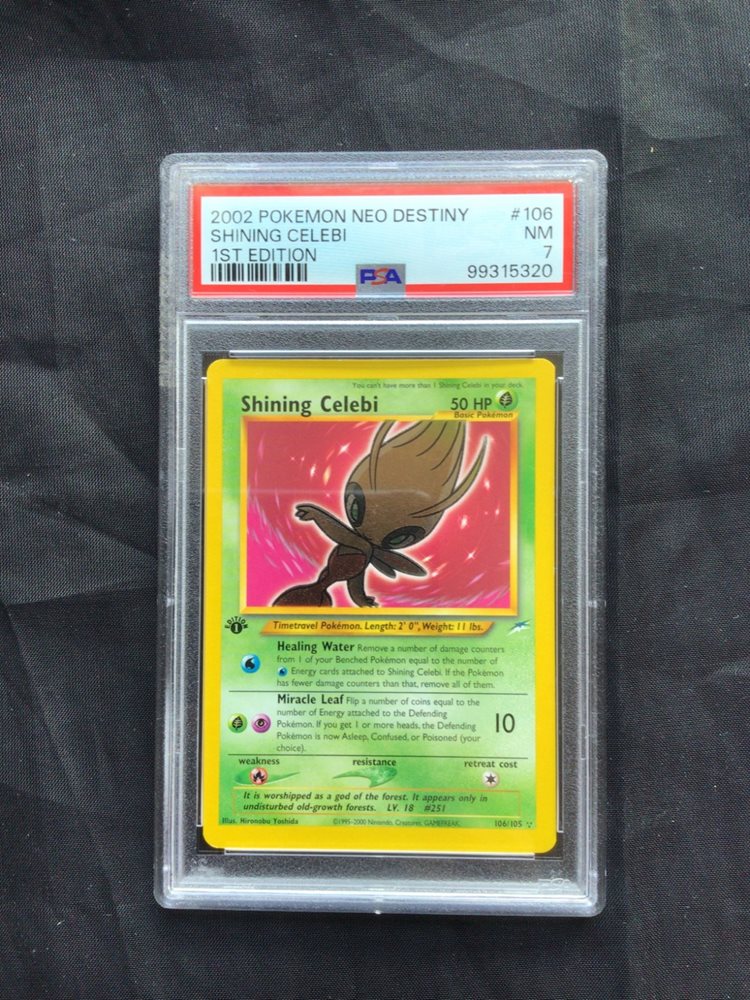 2002 POKEMON NEO DESTINY #106
SHINING CELEBI NM
1ST EDITION 7
PSA 99315320
You can't have more than 1 Shining Celebi in your deck.
Shining Celebi 50 HP
Basic Pokémon
EDITION 1
Timetravel Pokémon. Length: 2' 0", Weight: 11 lbs.
Healing Water Remove a number of damage counters
from 1 of your Benched Pokémon equal to the number of
Energy cards attached to Shining Celebi. If the Pokémon
has fewer damage counters than that, remove all of them.
Miracle Leaf Flip a number of coins equal to the
number of Energy attached to the Defending
Pokémon. If you get 1 or more heads, the Defending 10
Pokémon is now Asleep, Confused, or Poisoned (your
choice).
weakness resistance retreat cost
It is worshipped as a god of the forest. It appears only in
undisturbed old-growth forests. LV. 18 #251
Illus. Hironobu Yoshida ©1995-2000 Nintendo, Creatures, GAMEFREAK. 106/105